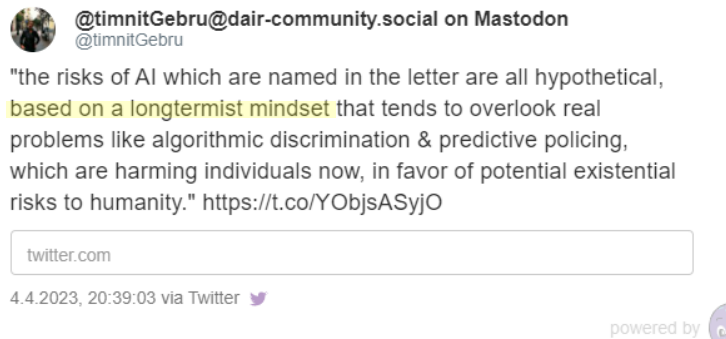 @timnitGebru@dair-community.social on Mastodon
@timnitGebru
"the risks of AI which are named in the letter are all hypothetical,
based on a longtermist mindset that tends to overlook real
problems like algorithmic discrimination & predictive policing,
which are harming individuals now, in favor of potential existential
risks to humanity." https://t.co/YObjsASyjO
twitter.com
4.4.2023, 20:39:03 via Twitter
powered by